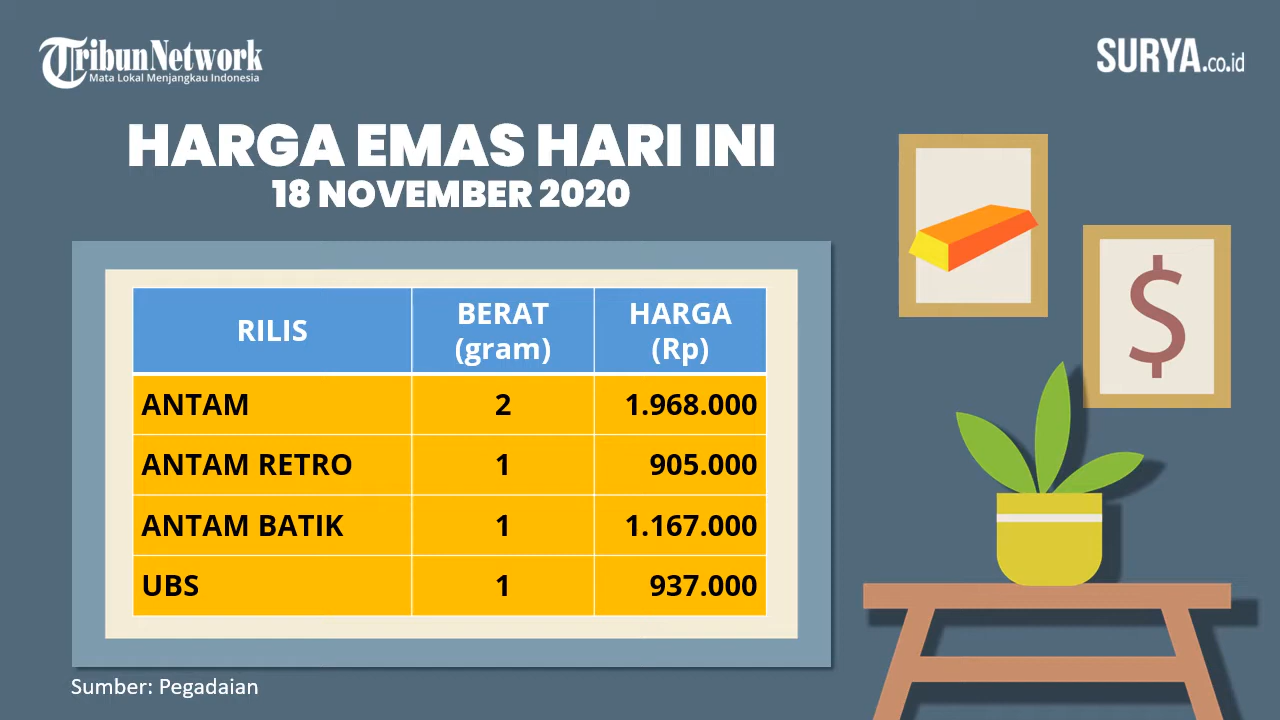 Tribun Network
Mata Lokal Menjangkau Indonesia
SURYA.co.id
HARGA EMAS HARI INI
18 NOVEMBER 2020
RILIS BERAT (gram) HARGA (Rp)
ANTAM 2 1.968.000
ANTAM RETRO 1 905.000
ANTAM BATIK 1 1.167.000
UBS 1 937.000
$
Sumber: Pegadaian